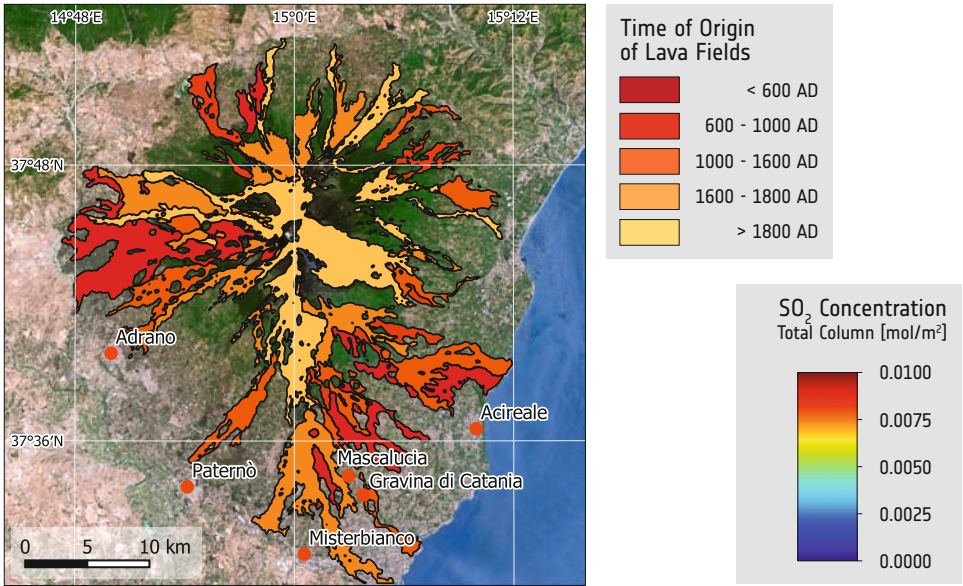 14°48′E
15°0′E
15°12′E
37°48′N
37°36′N
Adrano
Acireale
Mascalucia
Paternò
Gravina di Catania
Misterbianco
0 5 10 km
Time of Origin
of Lava Fields
< 600 AD
600 - 1000 AD
1000 - 1600 AD
1600 - 1800 AD
> 1800 AD
SO₂ Concentration
Total Column [mol/m²]
0.0100
0.0075
0.0050
0.0025
0.0000